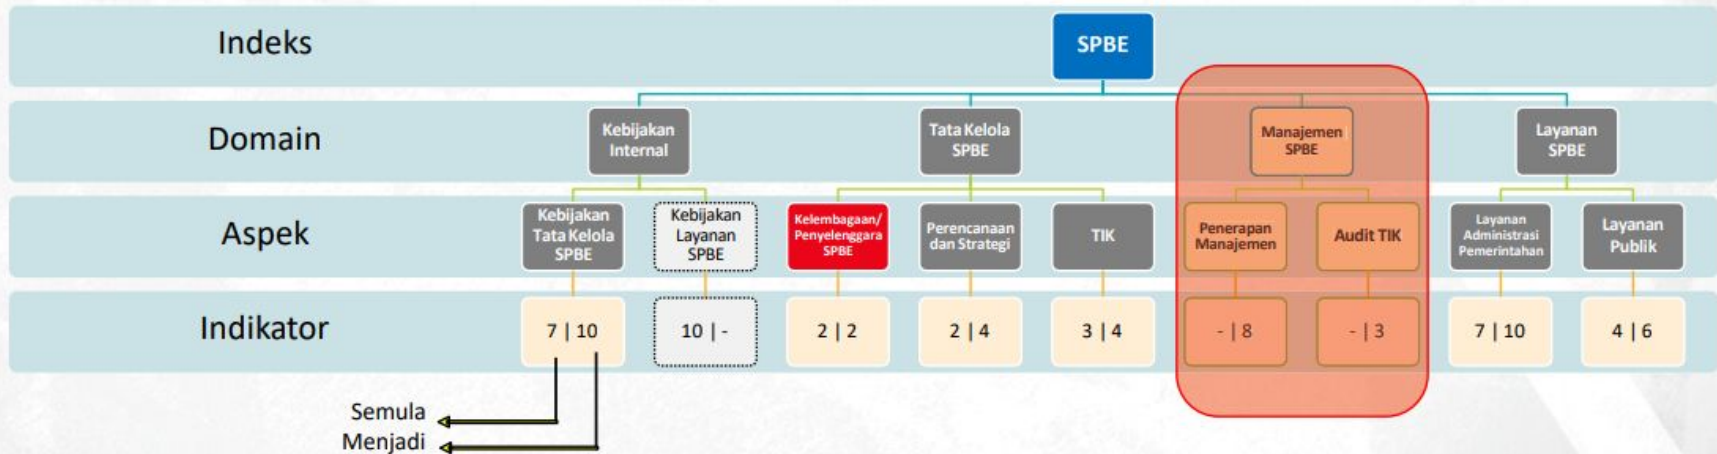 Indeks
SPBE
Domain
Kebijakan
Internal
Tata Kelola
SPBE
Manajemen
SPBE
Layanan
SPBE
Aspek
Kebijakan
Tata Kelola
SPBE
Kebijakan
Layanan
SPBE
Kelembagaan/
Penyelenggara
SPBE
Perencanaan
dan Strategi
TIK
Penerapan
Manajemen
Audit TIK
Layanan
Administrasi
Pemerintahan
Layanan
Publik
Indikator
7 | 10
10 | -
2 | 2
2 | 4
3 | 4
- | 8
- | 3
7 | 10
4 | 6
Semula
Menjadi